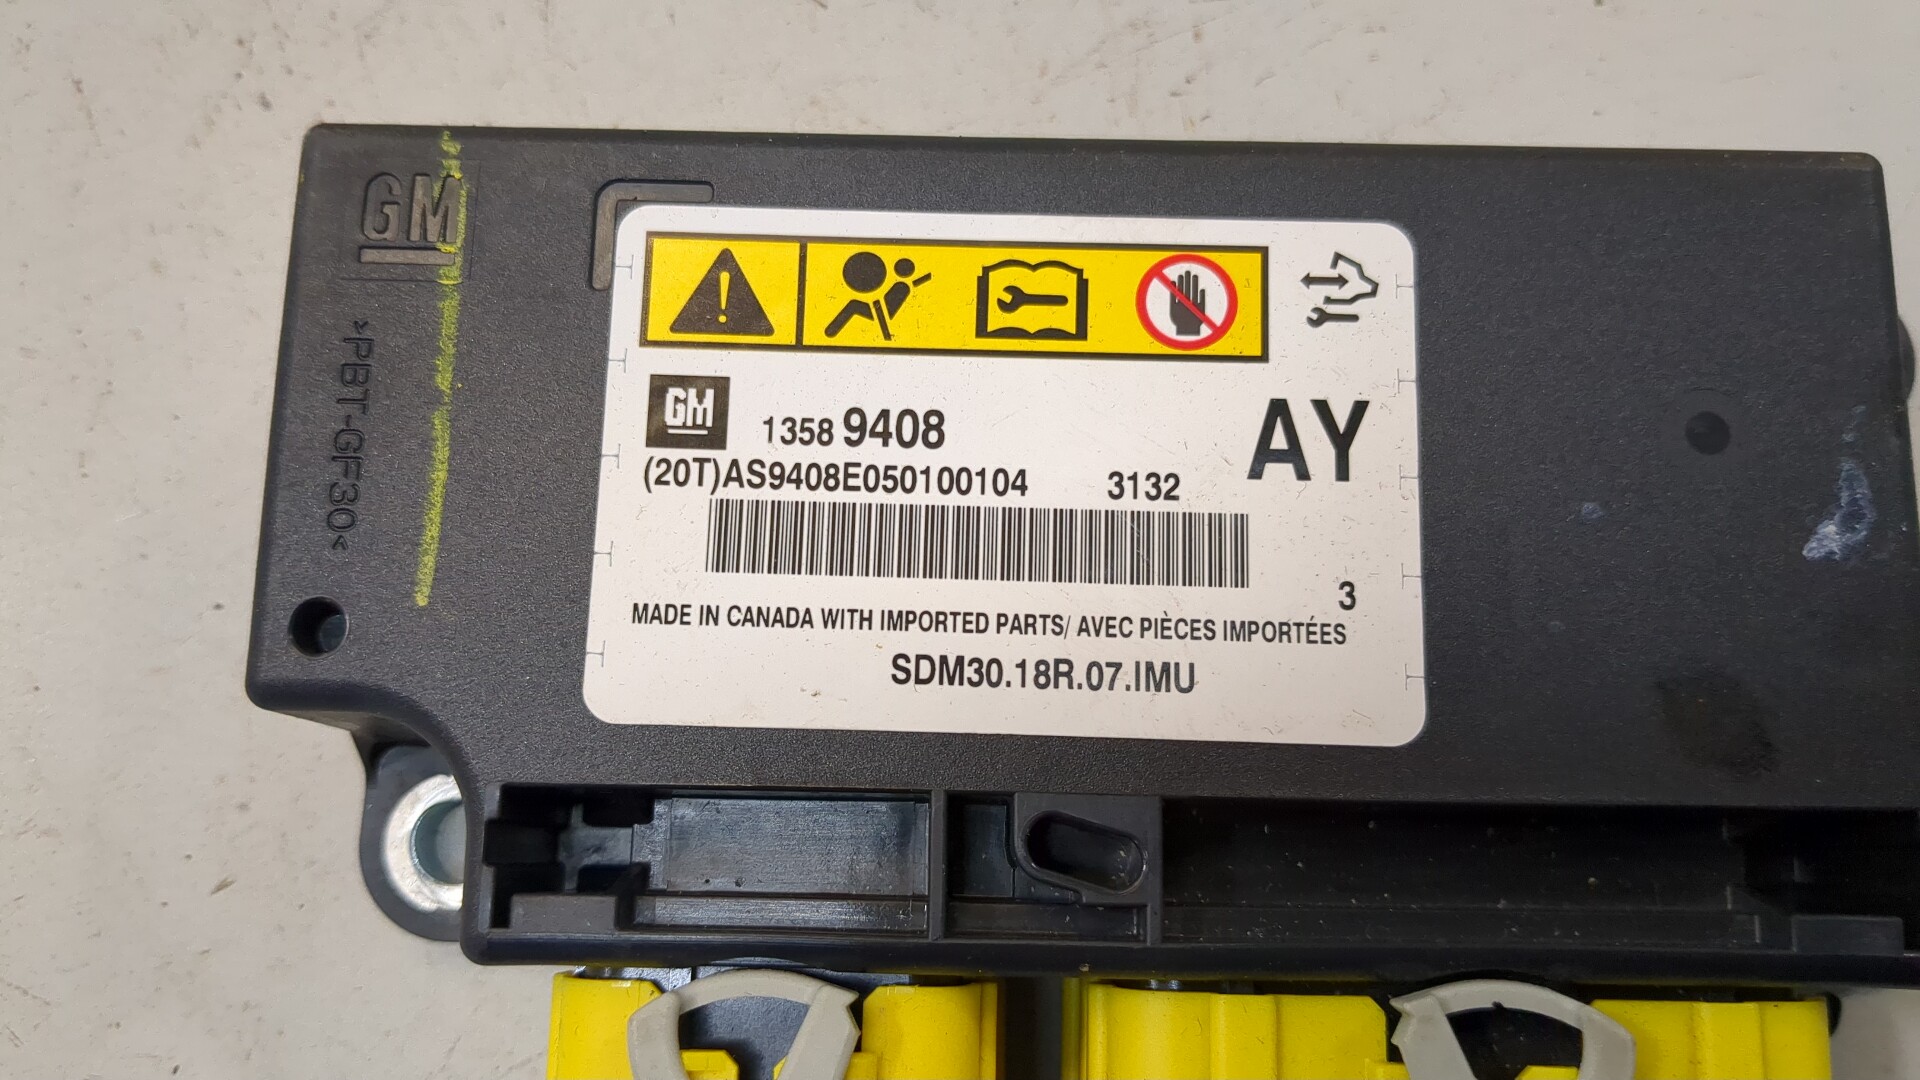 GM
>PBT-GF30<
GM 1358 9408 AY
(20T)AS9408E050100104 3132
3
MADE IN CANADA WITH IMPORTED PARTS/ AVEC PIÈCES IMPORTÉES
SDM30.18R.07.IMU